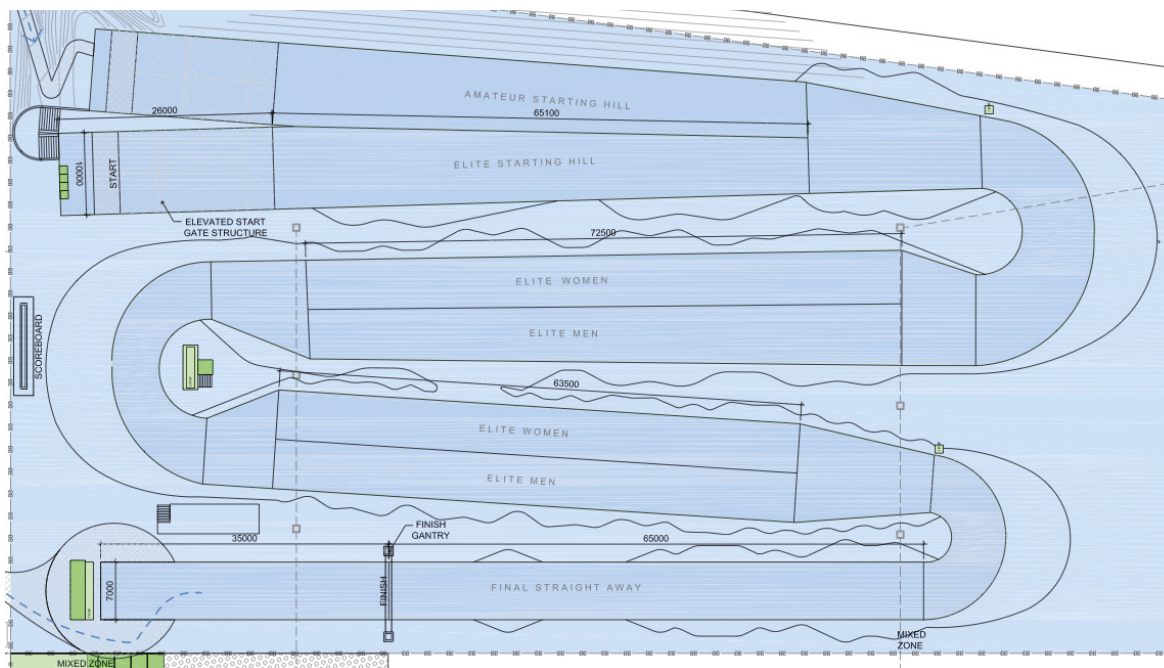 AMATEUR STARTING HILL
26000
65100
ELITE STARTING HILL
10000
START
ELEVATED START
GATE STRUCTURE
72500
ELITE WOMEN
ELITE MEN
SCOREBOARD
63500
ELITE WOMEN
ELITE MEN
FINISH
GANTRY
35000
65000
7000
FINISH
FINAL STRAIGHT AWAY
MIXED
ZONE
MIXED ZONE